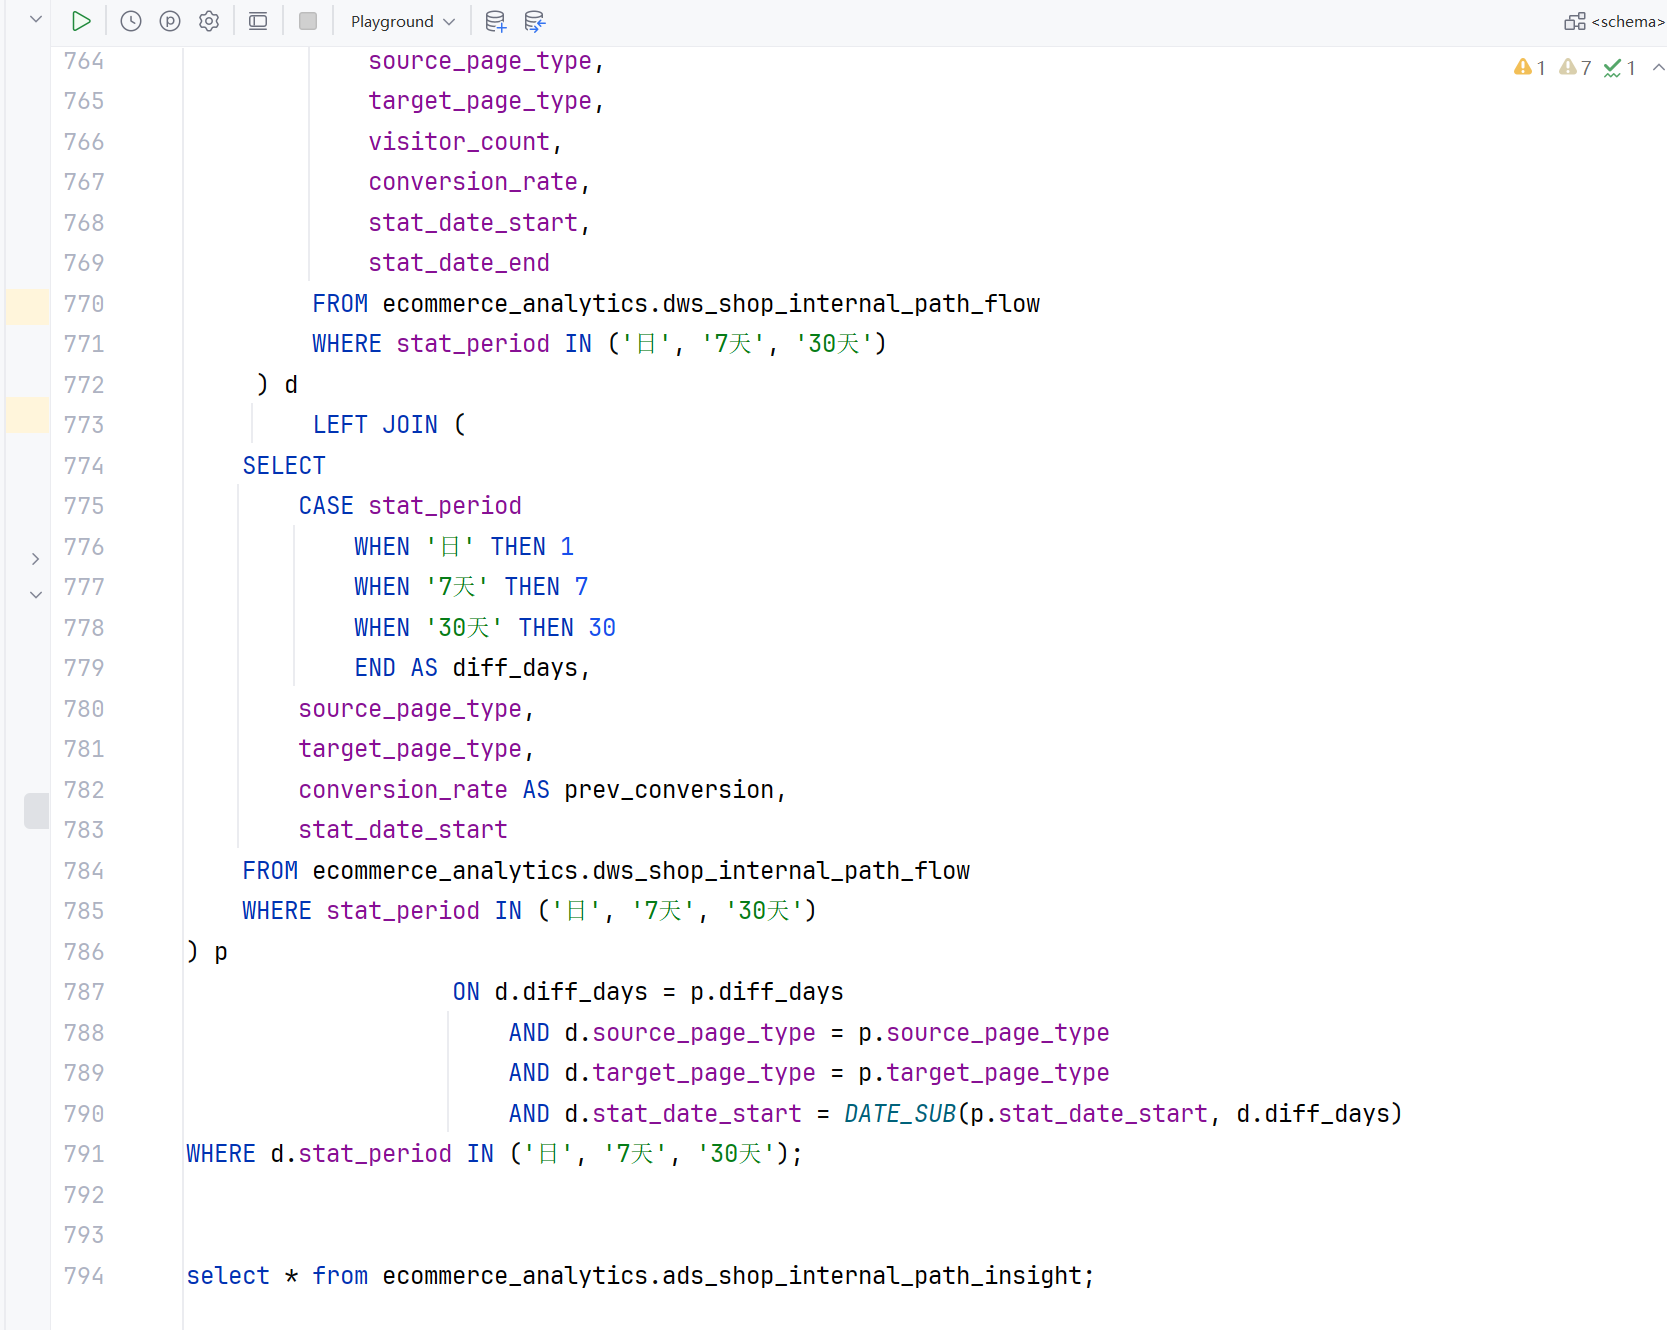 Playground
<schema>
1 7 1
764 source_page_type,
765 target_page_type,
766 visitor_count,
767 conversion_rate,
768 stat_date_start,
769 stat_date_end
770 FROM ecommerce_analytics.dws_shop_internal_path_flow
771 WHERE stat_period IN ('日', '7天', '30天')
772 ) d
773 LEFT JOIN (
774 SELECT
775 CASE stat_period
776 WHEN '日' THEN 1
777 WHEN '7天' THEN 7
778 WHEN '30天' THEN 30
779 END AS diff_days,
780 source_page_type,
781 target_page_type,
782 conversion_rate AS prev_conversion,
783 stat_date_start
784 FROM ecommerce_analytics.dws_shop_internal_path_flow
785 WHERE stat_period IN ('日', '7天', '30天')
786 ) p
787 ON d.diff_days = p.diff_days
788 AND d.source_page_type = p.source_page_type
789 AND d.target_page_type = p.target_page_type
790 AND d.stat_date_start = DATE_SUB(p.stat_date_start, d.diff_days)
791 WHERE d.stat_period IN ('日', '7天', '30天');
792
793
794 select * from ecommerce_analytics.ads_shop_internal_path_insight;